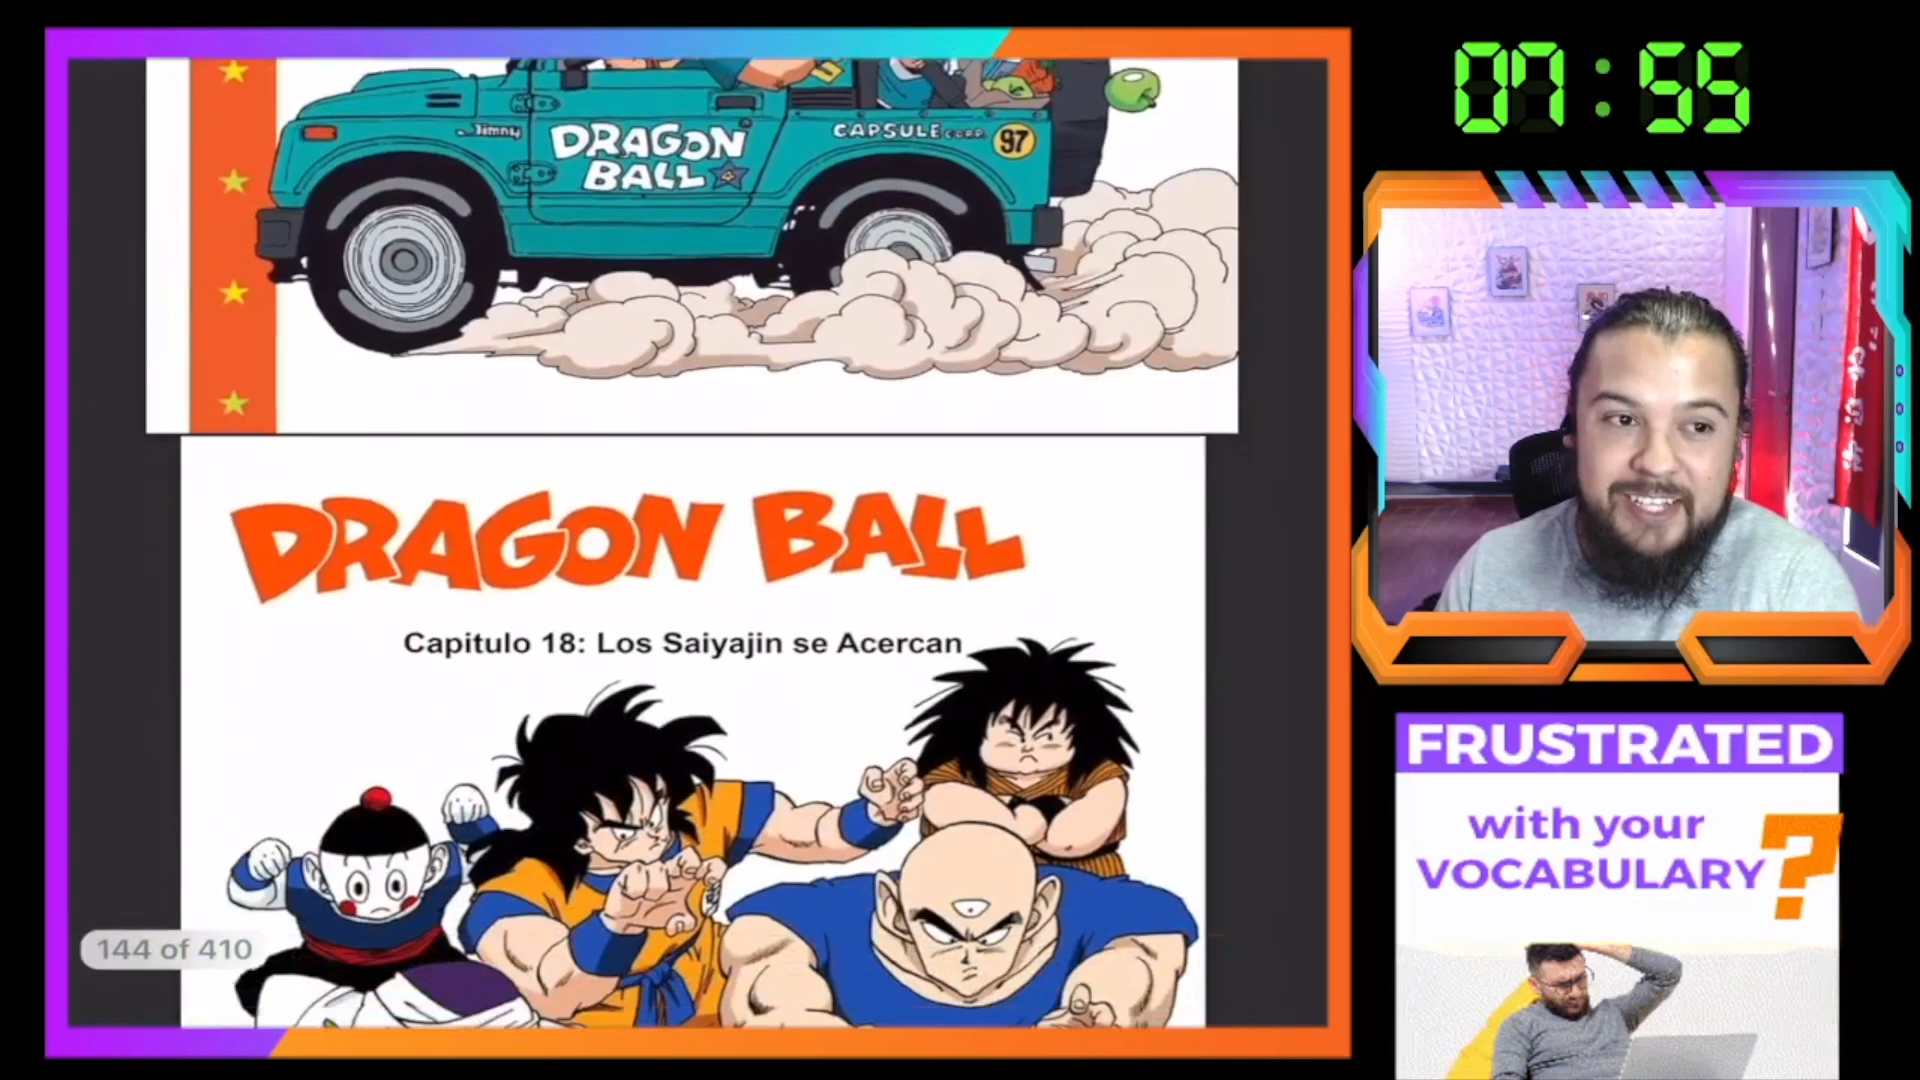 07:55
Jimny
DRAGON
BALL
CAPSULE CORP.
97
DRAGON BALL
Capitulo 18: Los Saiyajin se Acercan
144 of 410
FRUSTRATED
with your
VOCABULARY?